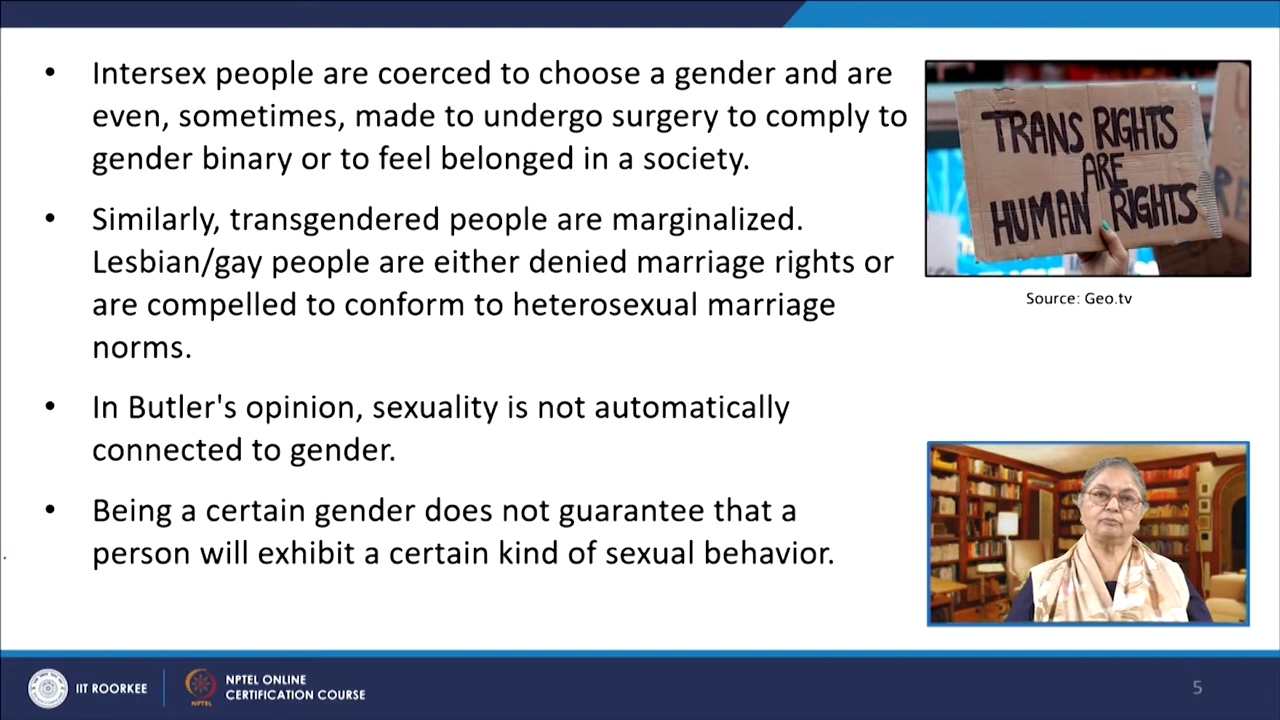 • Intersex people are coerced to choose a gender and are
even, sometimes, made to undergo surgery to comply to
gender binary or to feel belonged in a society.
• Similarly, transgendered people are marginalized.
Lesbian/gay people are either denied marriage rights or
are compelled to conform to heterosexual marriage
norms.
• In Butler's opinion, sexuality is not automatically
connected to gender.
• Being a certain gender does not guarantee that a
person will exhibit a certain kind of sexual behavior.
TRANS RIGHTS
ARE
HUMAN RIGHTS
Source: Geo.tv
IIT ROORKEE
NPTEL
NPTEL ONLINE
CERTIFICATION COURSE
5